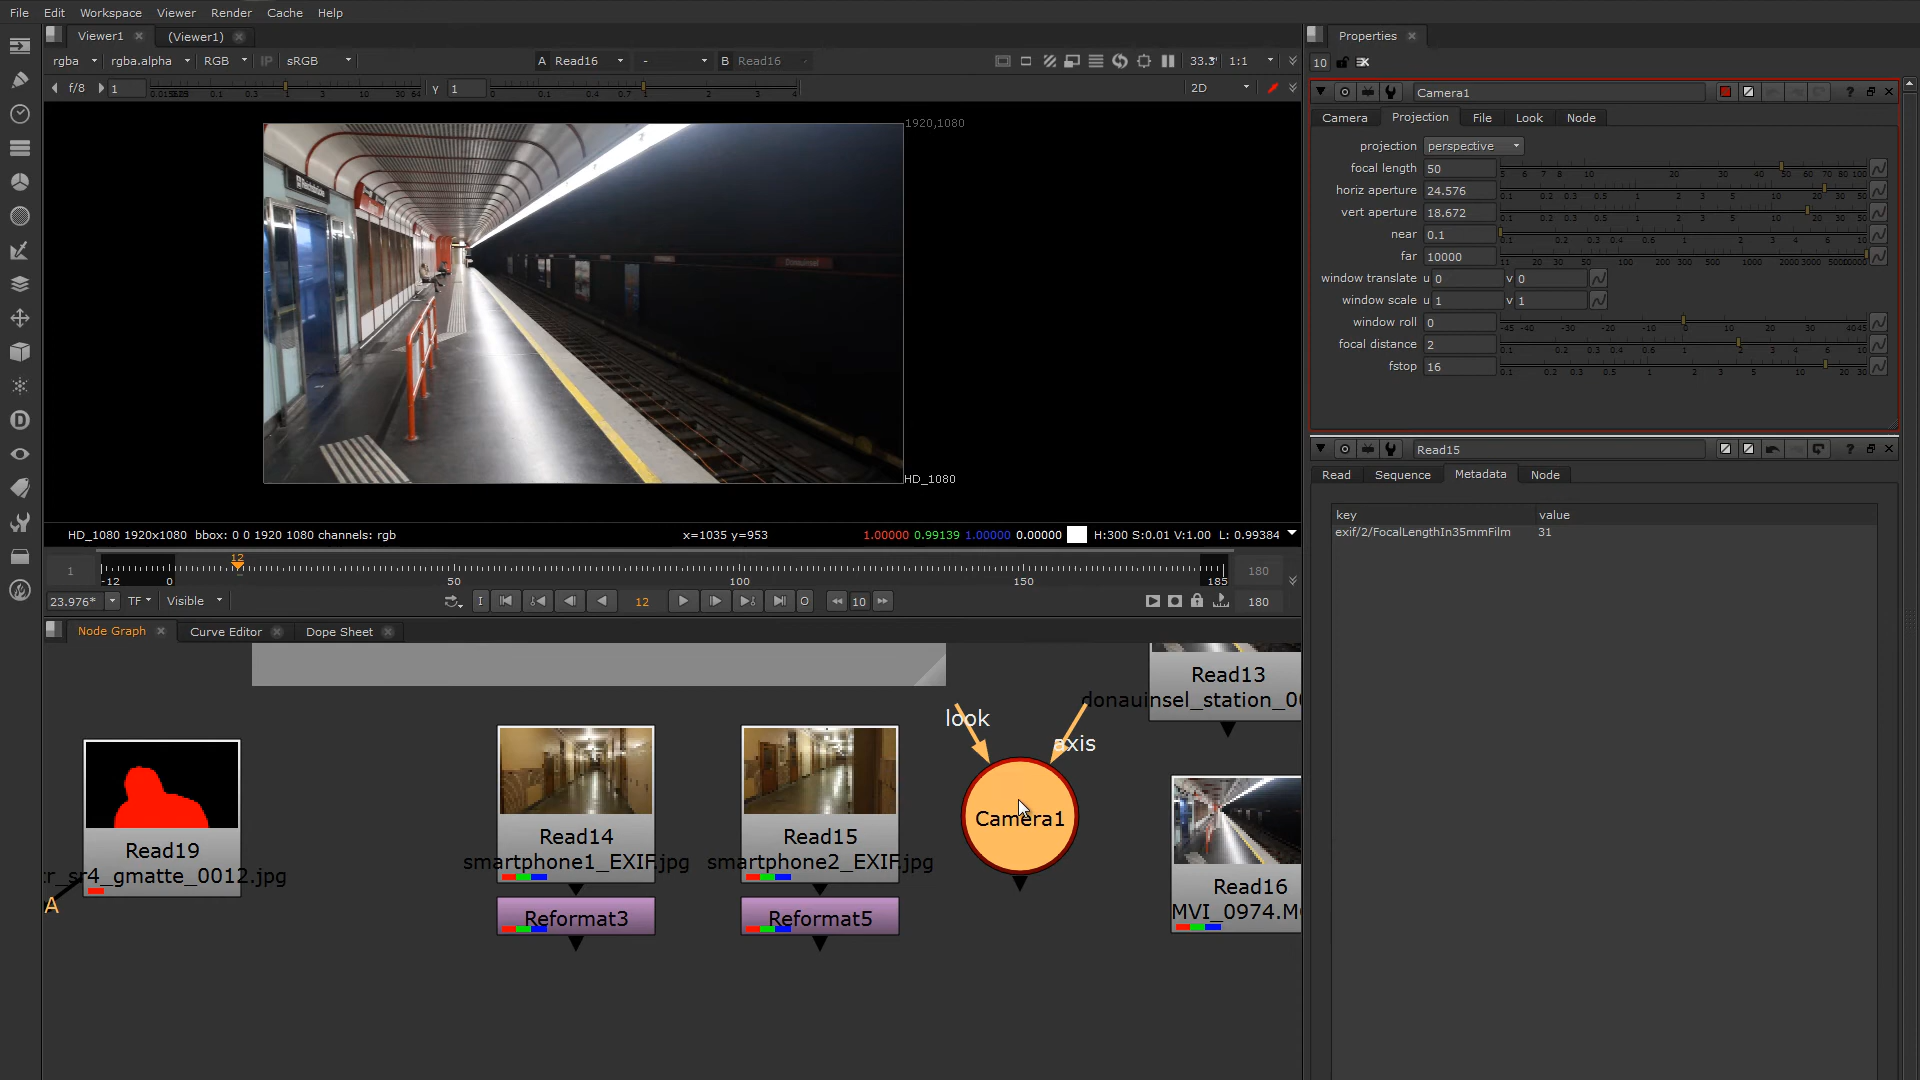 File Edit Workspace Viewer Render Cache Help
Viewer1 (Viewer1)
rgba rgba.alpha RGB IP sRGB A Read16 - B Read16 33.3 1:1
f/8 1 γ 1 2D
1920,1080
HD_1080
HD_1080 1920x1080 bbox: 0 0 1920 1080 channels: rgb x=1035 y=953 1.00000 0.99139 1.00000 0.00000 H:300 S:0.01 V:1.00 L: 0.99384
1 -12 0 12 50 100 150 185 180
23.976* TF Visible I 12 O 10 180
Node Graph Curve Editor Dope Sheet
look
axis
Camera1
Read13
donauinsel_station_00
Read19
cr_sr4_gmatte_0012.jpg
A
Read14
smartphone1_EXIF.jpg
Reformat3
Read15
smartphone2_EXIF.jpg
Reformat5
Read16
MVI_0974.M
Properties
10
Camera1
Camera Projection File Look Node
projection perspective
focal length 50
horiz aperture 24.576
vert aperture 18.672
near 0.1
far 10000
window translate u 0 v 0
window scale u 1 v 1
window roll 0
focal distance 2
fstop 16
Read15
Read Sequence Metadata Node
key value
exif/2/FocalLengthIn35mmFilm 31